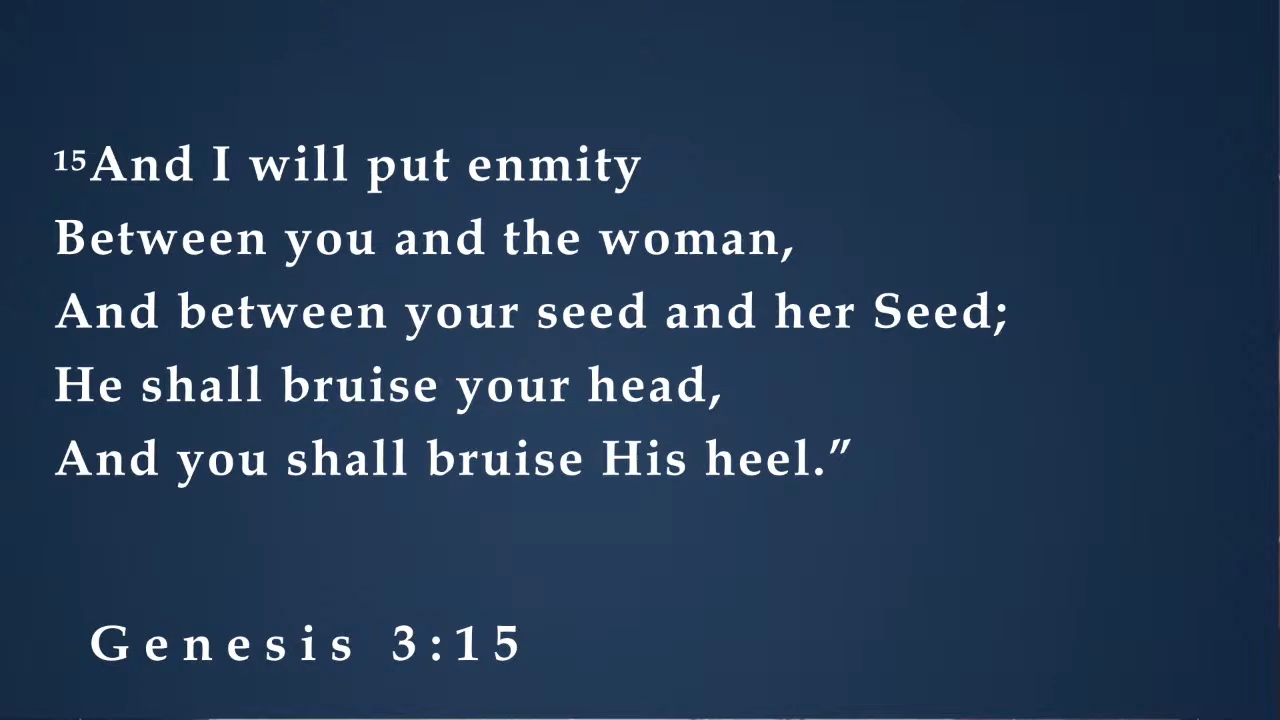 ¹⁵And I will put enmity
Between you and the woman,
And between your seed and her Seed;
He shall bruise your head,
And you shall bruise His heel.”
Genesis 3:15